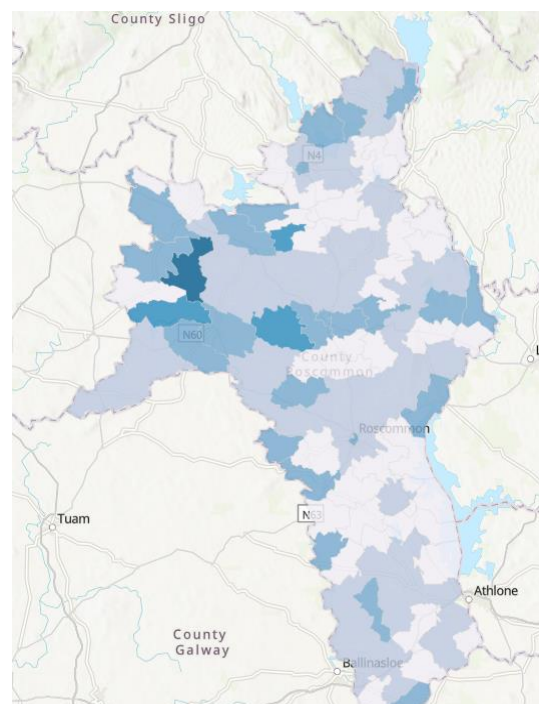 County Sligo
N4
N60
County
Roscommon
Roscommon
N63
Tuam
Athlone
County
Galway
Ballinasloe
L